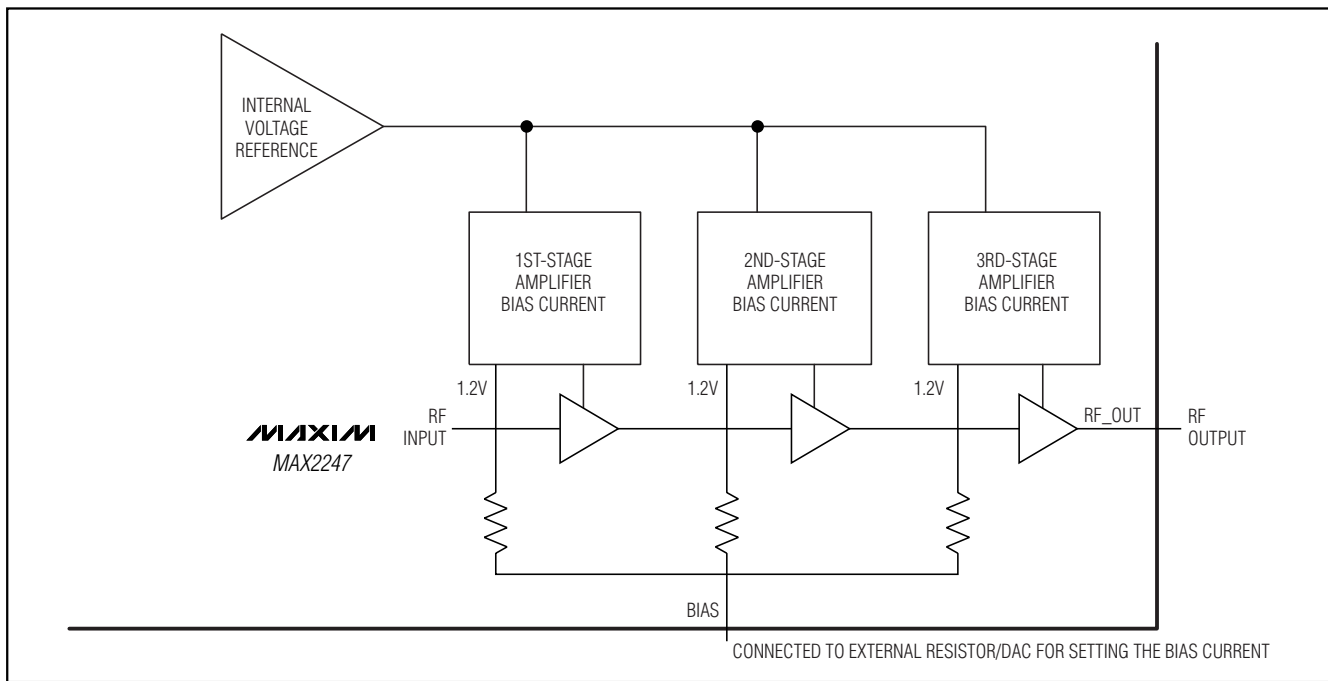 INTERNAL
VOLTAGE
REFERENCE
1ST-STAGE
AMPLIFIER
BIAS CURRENT
2ND-STAGE
AMPLIFIER
BIAS CURRENT
3RD-STAGE
AMPLIFIER
BIAS CURRENT
1.2V
1.2V
1.2V
RF
INPUT
RF_OUT
RF
OUTPUT
MAXIM
MAX2247
BIAS
CONNECTED TO EXTERNAL RESISTOR/DAC FOR SETTING THE BIAS CURRENT